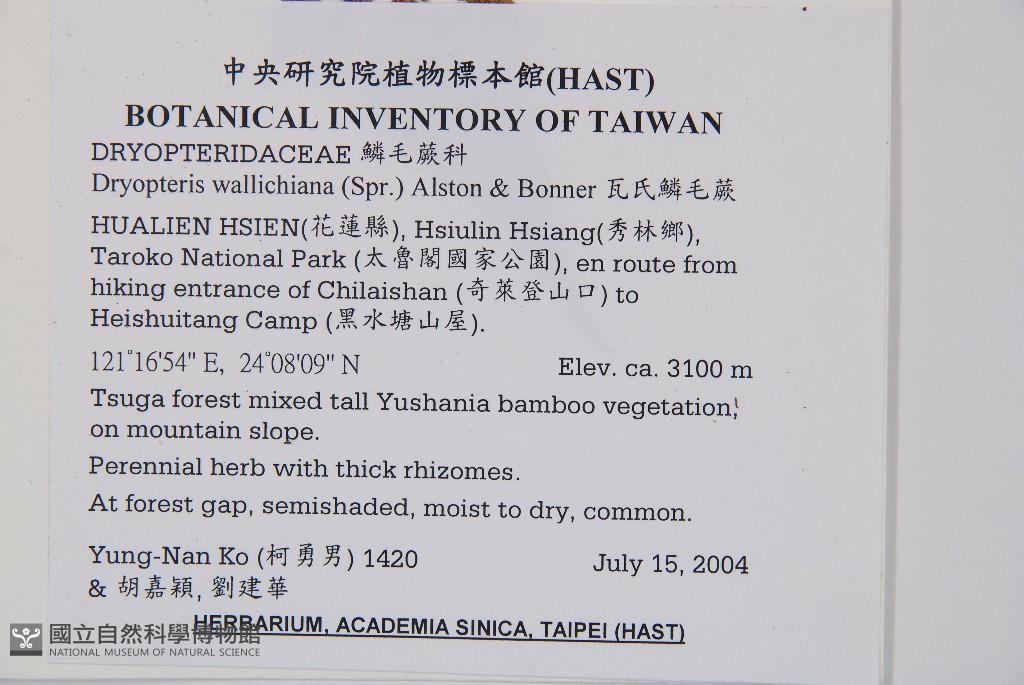 中央研究院植物標本館(HAST)
BOTANICAL INVENTORY OF TAIWAN
DRYOPTERIDACEAE 鱗毛蕨科
Dryopteris wallichiana (Spr.) Alston & Bonner 瓦氏鱗毛蕨
HUALIEN HSIEN(花蓮縣), Hsiulin Hsiang(秀林鄉),
Taroko National Park (太魯閣國家公園), en route from
hiking entrance of Chilaishan (奇萊登山口) to
Heishuitang Camp (黑水塘山屋).
121°16'54" E, 24°08'09" N Elev. ca. 3100 m
Tsuga forest mixed tall Yushania bamboo vegetation,
on mountain slope.
Perennial herb with thick rhizomes.
At forest gap, semishaded, moist to dry, common.
Yung-Nan Ko (柯勇男) 1420 July 15, 2004
& 胡嘉穎, 劉建華
HERBARIUM, ACADEMIA SINICA, TAIPEI (HAST)
國立自然科學博物館
NATIONAL MUSEUM OF NATURAL SCIENCE